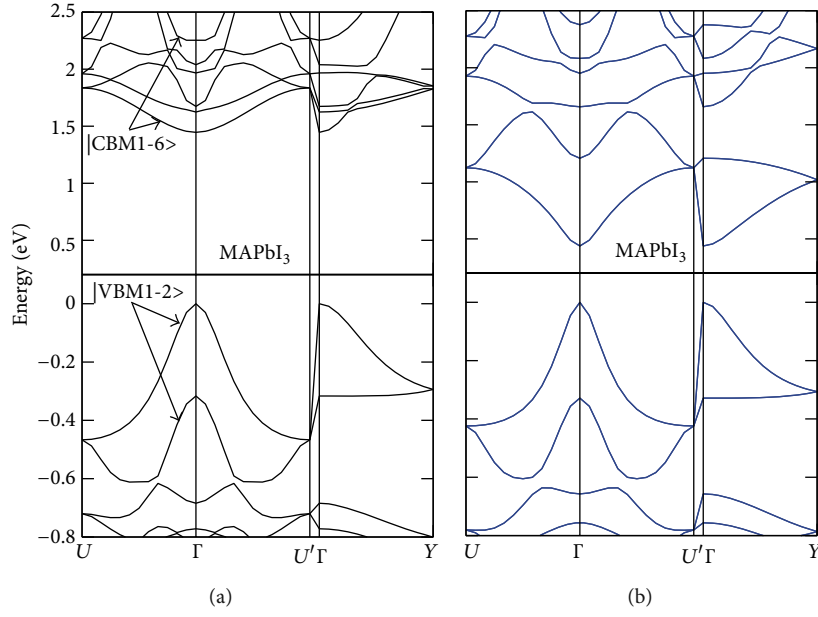 2.5
2
1.5
1
0.5
0
−0.2
−0.4
−0.6
−0.8
Energy (eV)
|CBM1-6>
MAPbI3
|VBM1-2>
U Γ U′Γ Y
(a)
MAPbI3
U Γ U′Γ Y
(b)